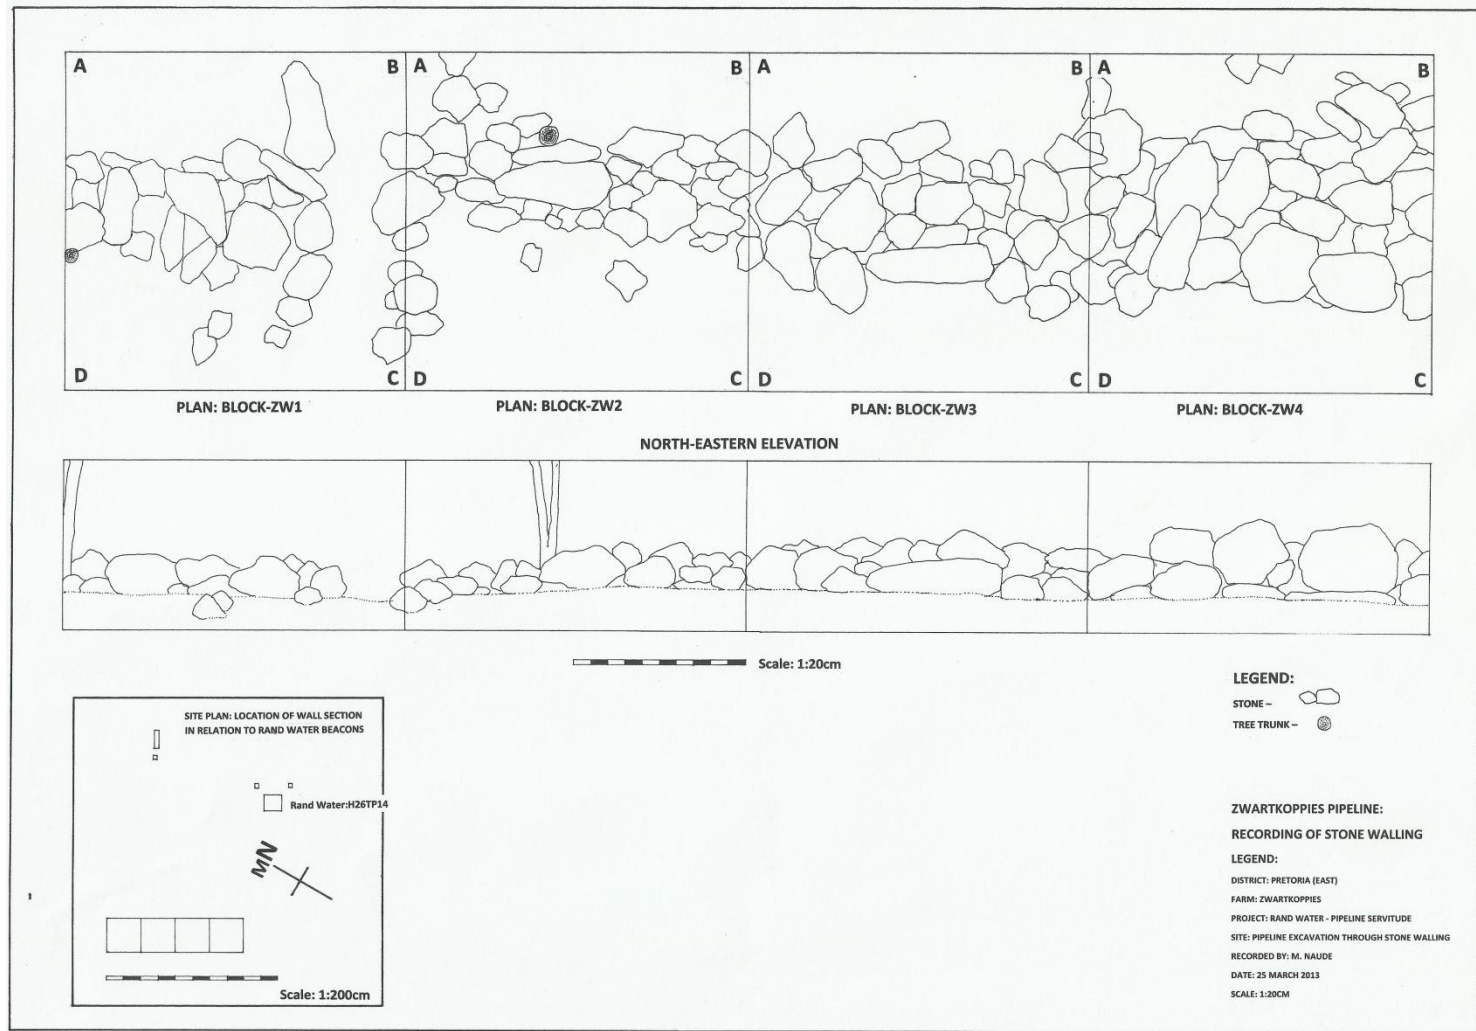 A B A B A B A B
D C D C D C D C
PLAN: BLOCK-ZW1
PLAN: BLOCK-ZW2
PLAN: BLOCK-ZW3
PLAN: BLOCK-ZW4
NORTH-EASTERN ELEVATION
Scale: 1:20cm
SITE PLAN: LOCATION OF WALL SECTION
IN RELATION TO RAND WATER BEACONS
Rand Water:H26TP14
MN
Scale: 1:200cm
LEGEND:
STONE –
TREE TRUNK –
ZWARTKOPPIES PIPELINE:
RECORDING OF STONE WALLING
LEGEND:
DISTRICT: PRETORIA (EAST)
FARM: ZWARTKOPPIES
PROJECT: RAND WATER - PIPELINE SERVITUDE
SITE: PIPELINE EXCAVATION THROUGH STONE WALLING
RECORDED BY: M. NAUDE
DATE: 25 MARCH 2013
SCALE: 1:20CM